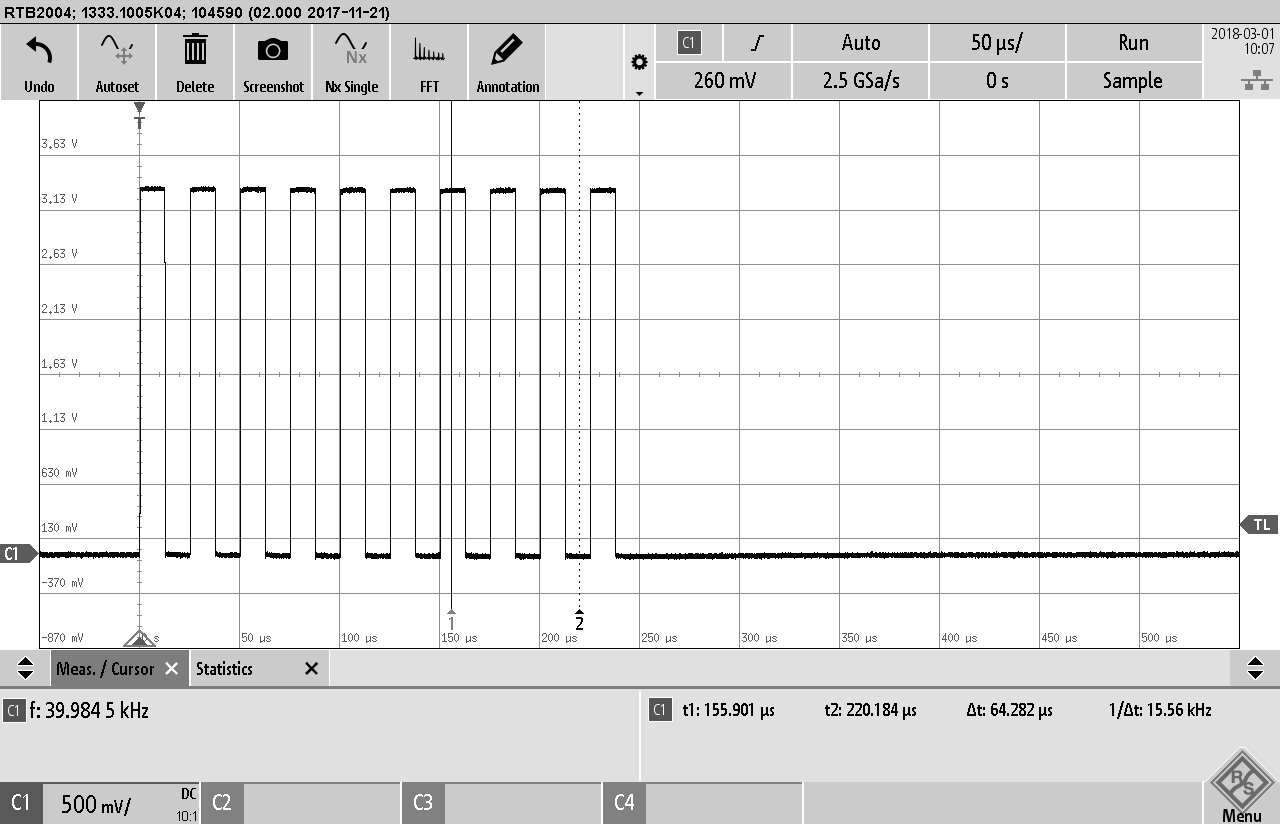 RTB2004; 1333.1005K04; 104590 (02.000 2017-11-21)
Undo Autoset Delete Screenshot Nx Single FFT Annotation
Nx
C1 Auto 50 µs/ Run
260 mV 2.5 GSa/s 0 s Sample
2018-03-01
10:07
T
3,63 V
3,13 V
2,63 V
2,13 V
1,63 V
1,13 V
630 mV
130 mV
C1
TL
-370 mV
1 2
-870 mV 0 s 50 µs 100 µs 150 µs 200 µs 250 µs 300 µs 350 µs 400 µs 450 µs 500 µs
Meas. / Cursor Statistics
C1 f: 39.984 5 kHz
C1 t1: 155.901 µs t2: 220.184 µs Δt: 64.282 µs 1/Δt: 15.56 kHz
C1 500 mV/ DC 10:1 C2 C3 C4
R S
Menu